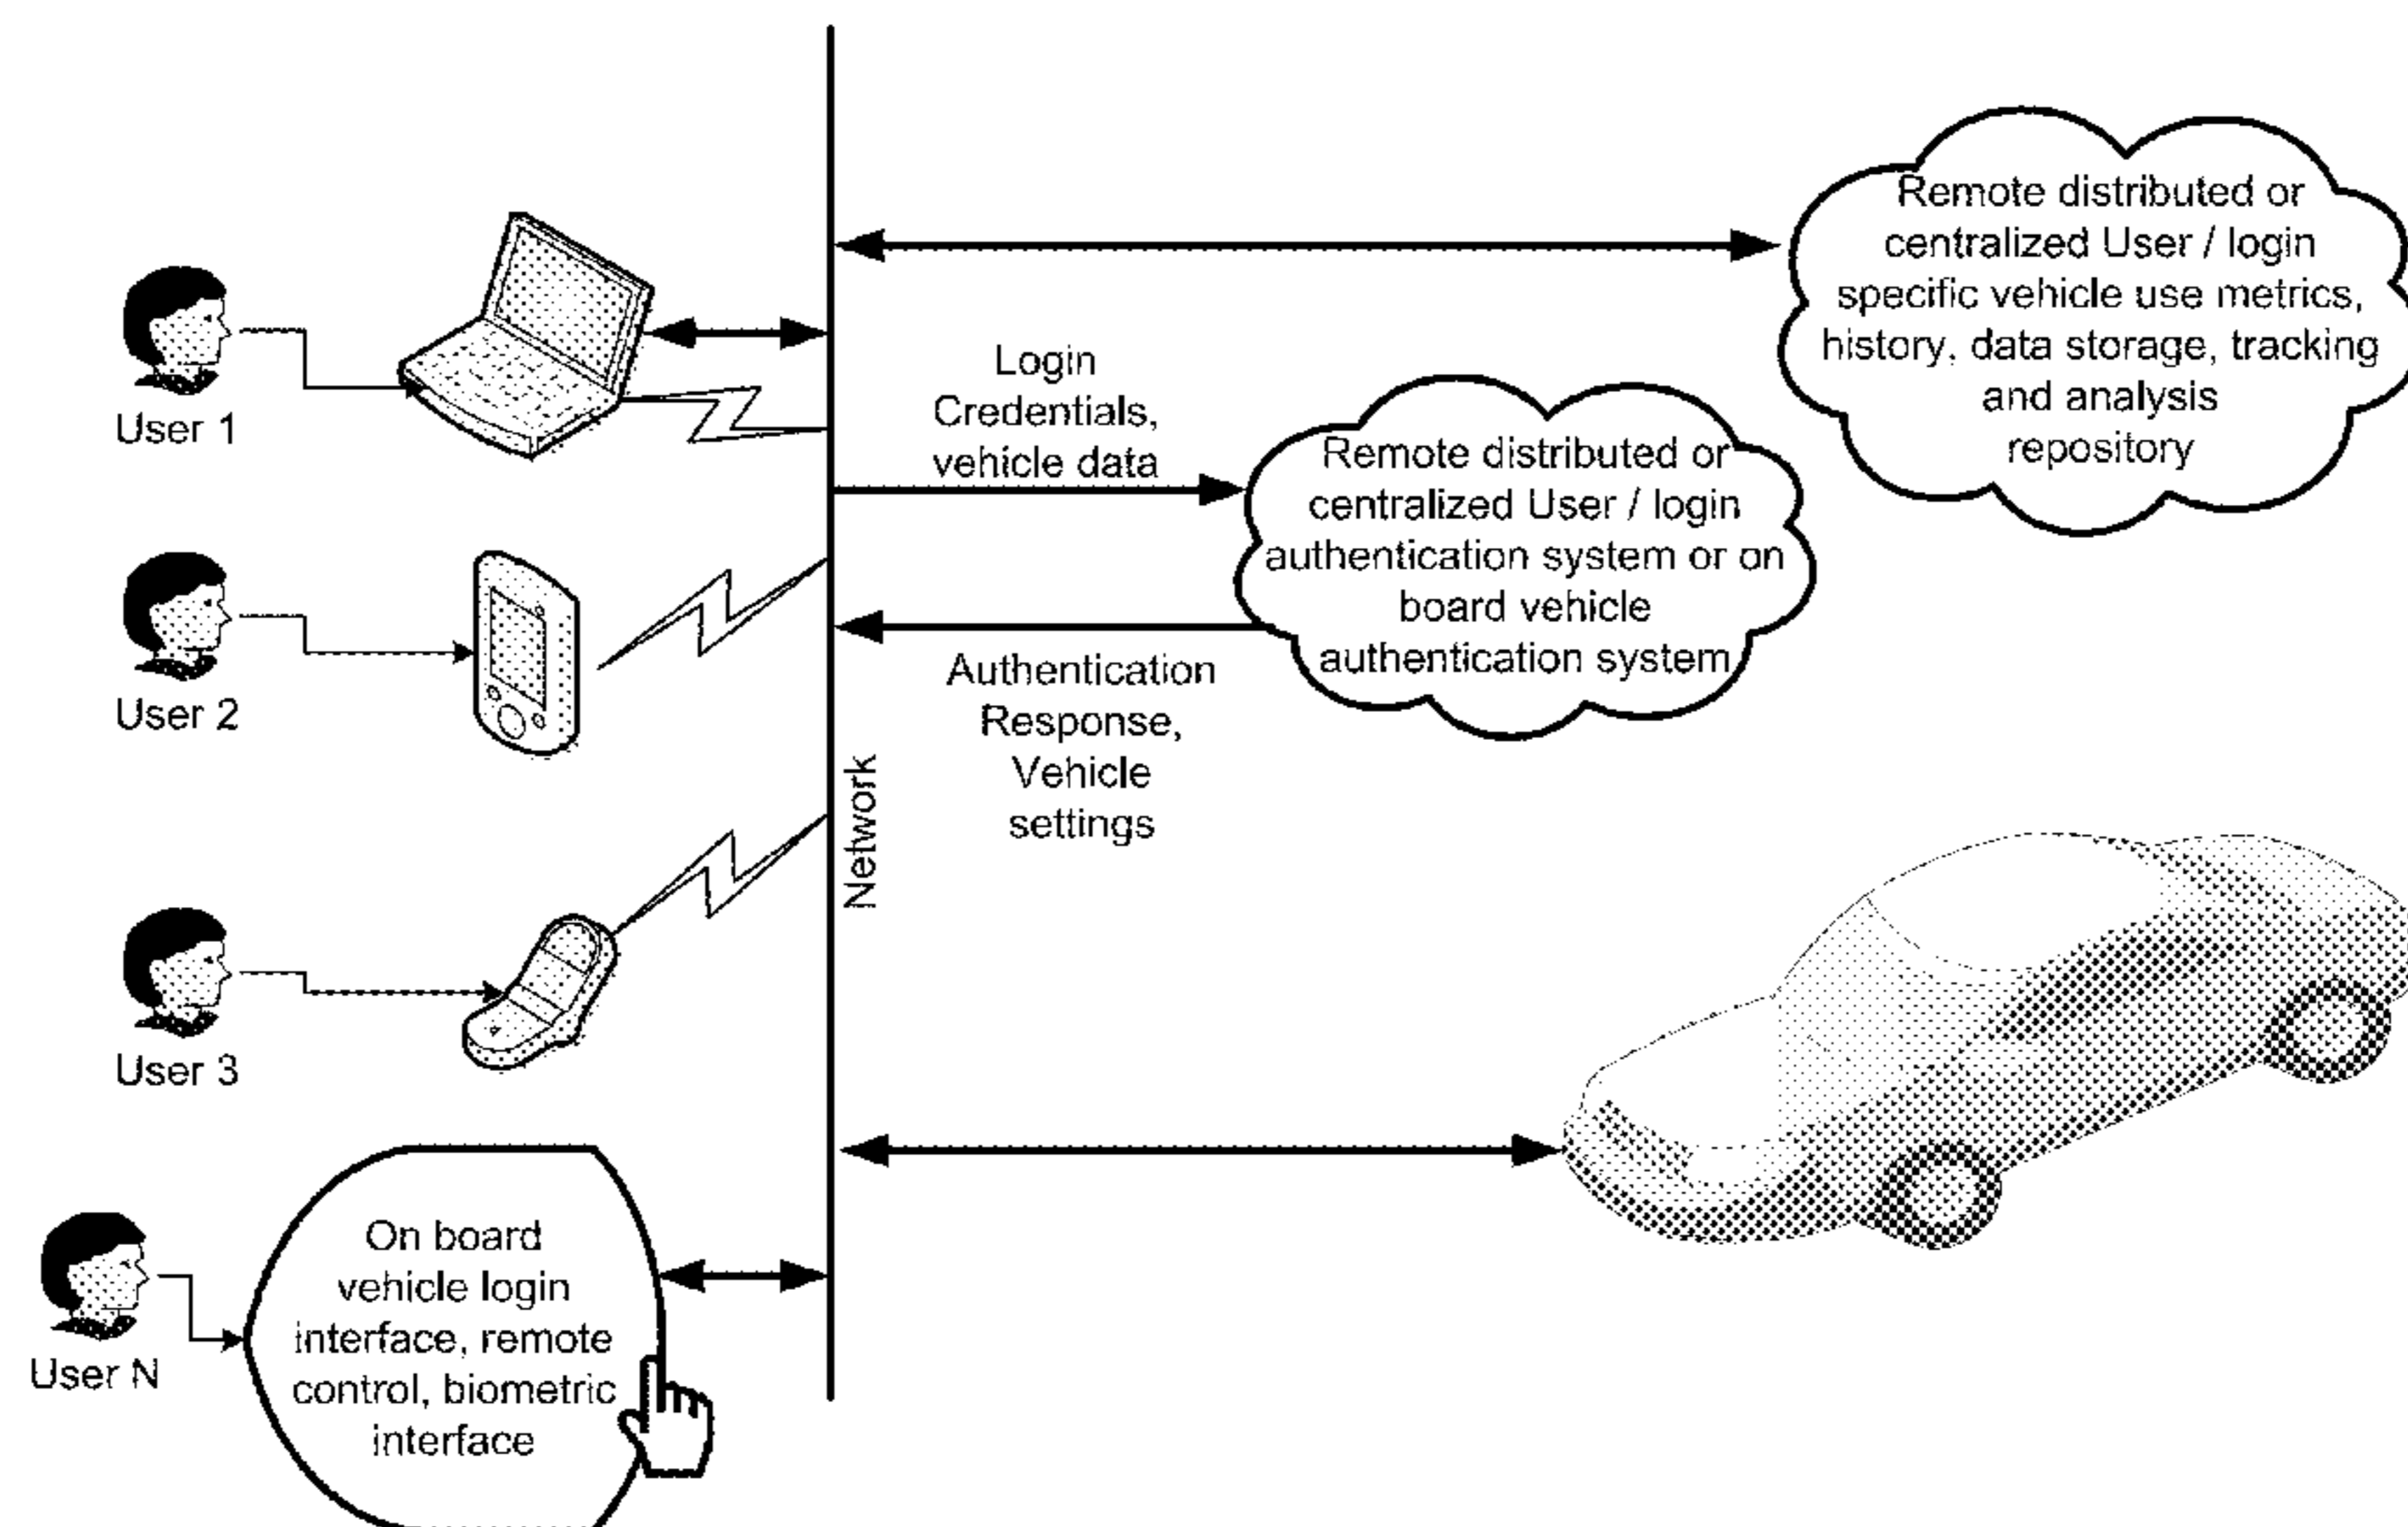 Remote distributed or
centralized User / login
specific vehicle use metrics,
history, data storage, tracking
and analysis
repository
User 1
Login
Credentials,
vehicle data
Remote distributed or
centralized User / login
authentication system or on
board vehicle
authentication system
User 2
Authentication
Response,
Vehicle
settings
Network
User 3
On board
vehicle login
interface, remote
control, biometric
interface
User N